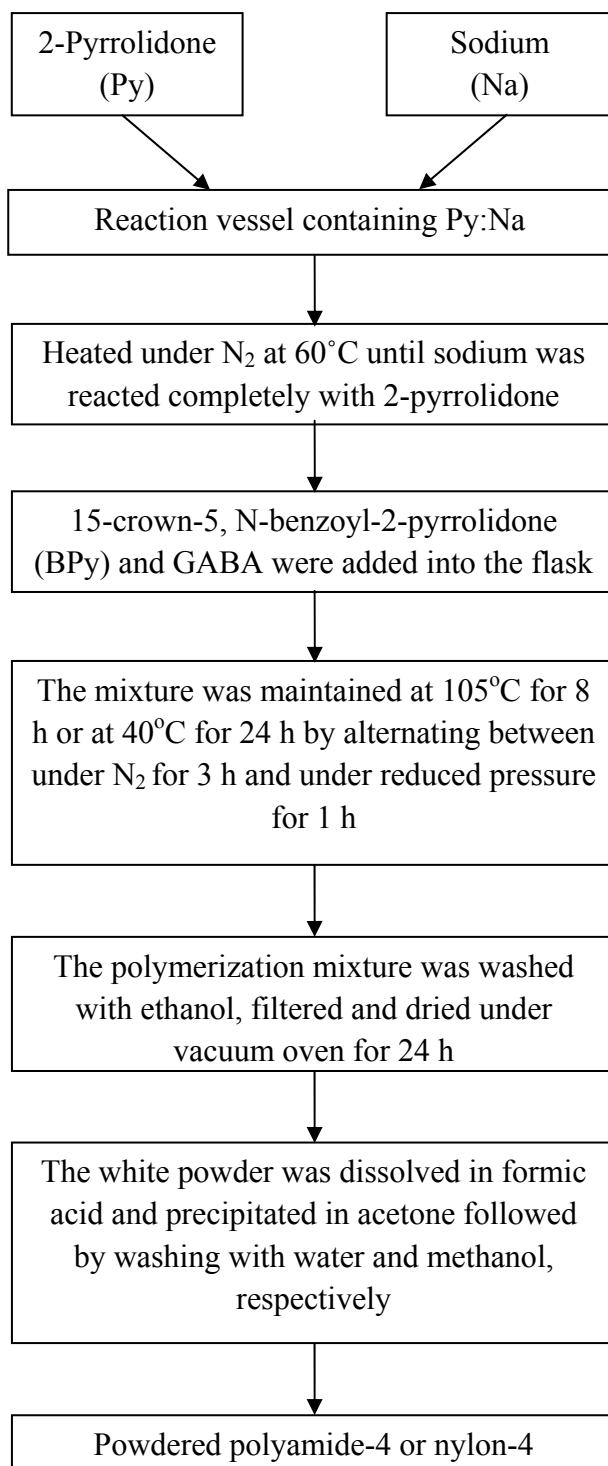 2-Pyrrolidone
(Py)
Sodium
(Na)
Reaction vessel containing Py:Na
Heated under N₂ at 60˚C until sodium was
reacted completely with 2-pyrrolidone
15-crown-5, N-benzoyl-2-pyrrolidone
(BPy) and GABA were added into the flask
The mixture was maintained at 105°C for 8
h or at 40°C for 24 h by alternating between
under N₂ for 3 h and under reduced pressure
for 1 h
The polymerization mixture was washed
with ethanol, filtered and dried under
vacuum oven for 24 h
The white powder was dissolved in formic
acid and precipitated in acetone followed
by washing with water and methanol,
respectively
Powdered polyamide-4 or nylon-4